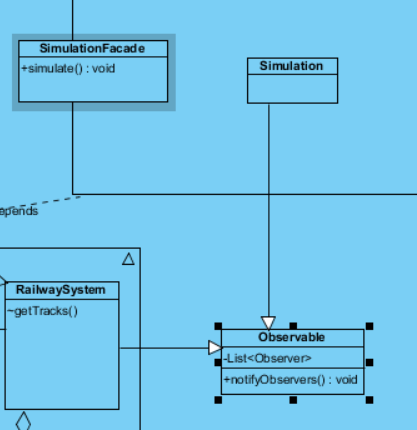 SimulationFacade
+simulate() : void
Simulation
epends
RailwaySystem
~getTracks()
Observable
-List<Observer>
+notifyObservers() : void